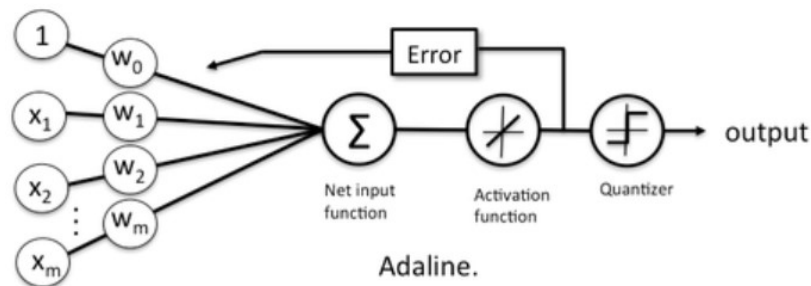 1
w₀
Error
x₁
w₁
Σ
output
x₂
w₂
Net input
function
Activation
function
Quantizer
⋮
wₘ
xₘ
Adaline.